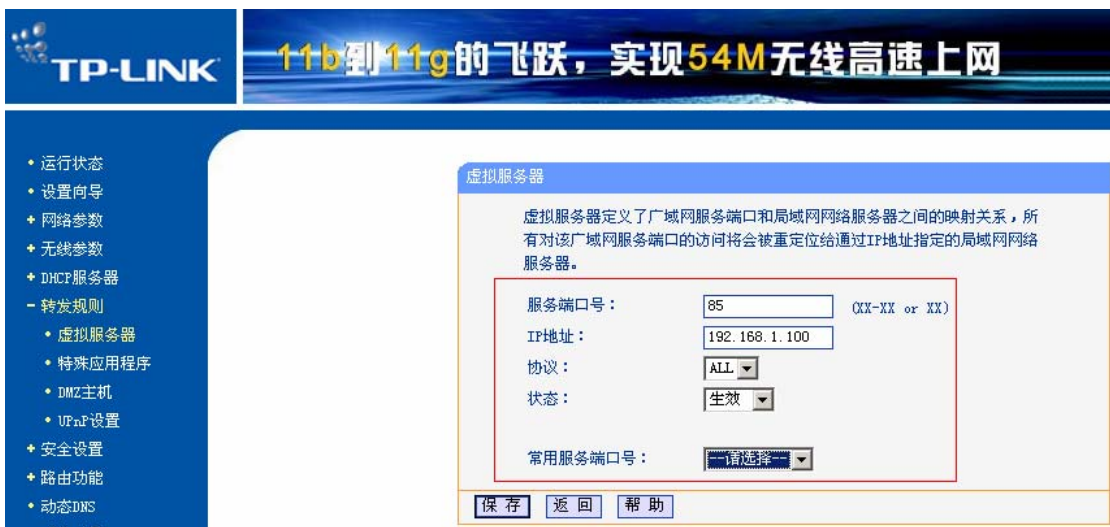 TP-LINK
11b到11g的飞跃，实现54M无线高速上网
• 运行状态
• 设置向导
+ 网络参数
+ 无线参数
+ DHCP服务器
- 转发规则
• 虚拟服务器
• 特殊应用程序
• DMZ主机
• UPnP设置
+ 安全设置
+ 路由功能
• 动态DNS
虚拟服务器
虚拟服务器定义了广域网服务端口和局域网网络服务器之间的映射关系，所
有对该广域网服务端口的访问将会被重定位给通过IP地址指定的局域网网络
服务器。
服务端口号： 85 (XX-XX or XX)
IP地址： 192.168.1.100
协议： ALL
状态： 生效
常用服务端口号： --请选择--
保 存 返 回 帮 助